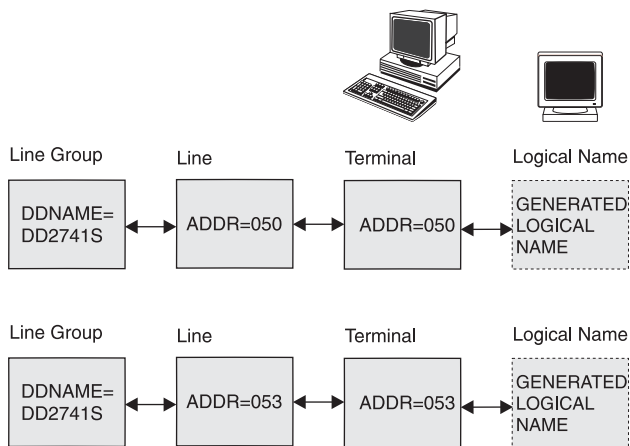 Line Group Line Terminal Logical Name
DDNAME=
DD2741S
ADDR=050
ADDR=050
GENERATED
LOGICAL
NAME
Line Group Line Terminal Logical Name
DDNAME=
DD2741S
ADDR=053
ADDR=053
GENERATED
LOGICAL
NAME